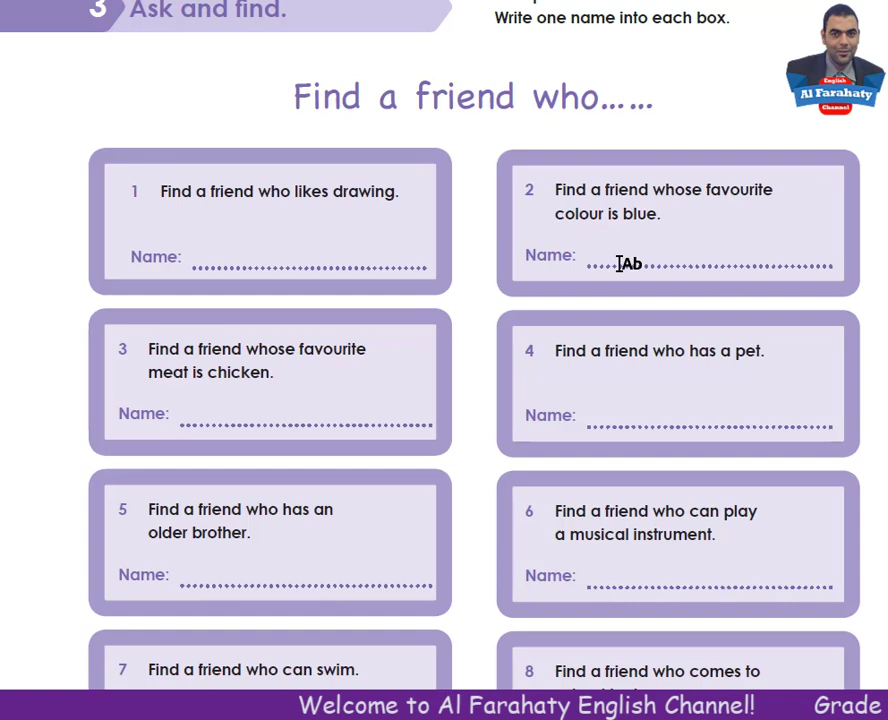 3 Ask and find.
Write one name into each box.
English
Al Farahaty
Channel
Find a friend who......
1 Find a friend who likes drawing.
Name:
2 Find a friend whose favourite
colour is blue.
Name: Ab
3 Find a friend whose favourite
meat is chicken.
Name:
4 Find a friend who has a pet.
Name:
5 Find a friend who has an
older brother.
Name:
6 Find a friend who can play
a musical instrument.
Name:
7 Find a friend who can swim.
8 Find a friend who comes to
Welcome to Al Farahaty English Channel! Grade